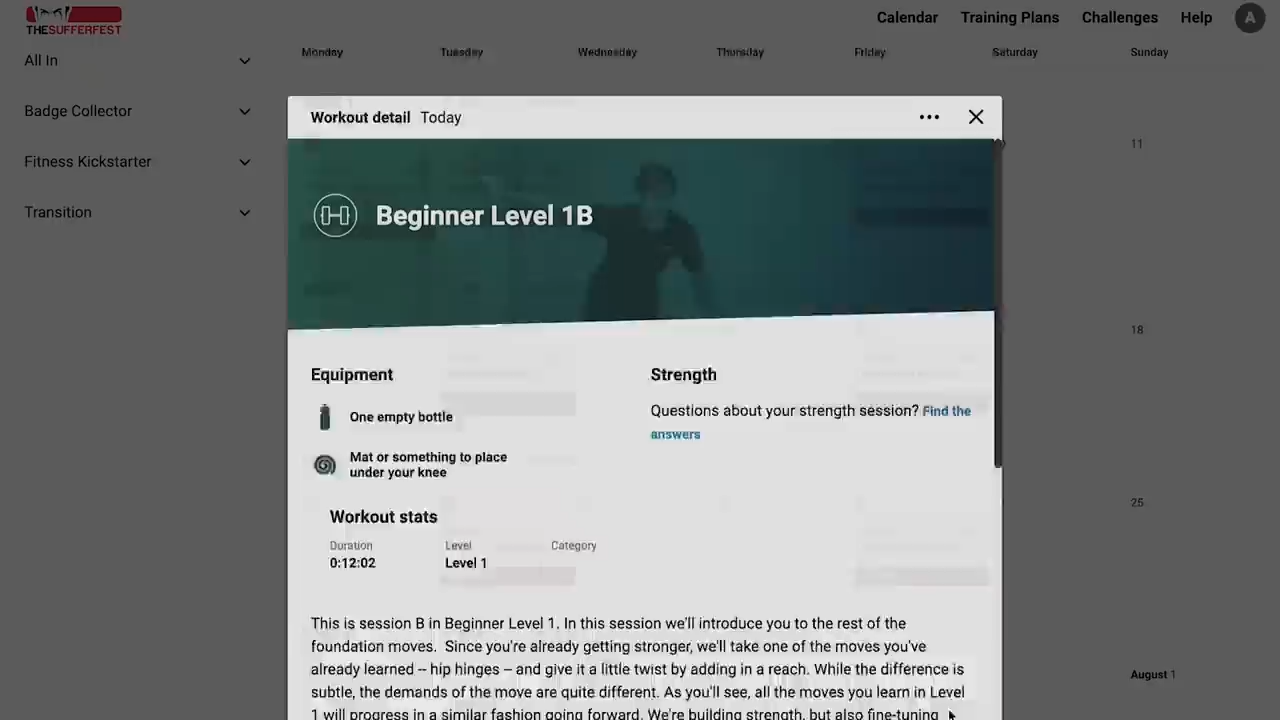 THESUFFERFEST
Calendar Training Plans Challenges Help A
All In
Monday Tuesday Wednesday Thursday Friday Saturday Sunday
Badge Collector
Fitness Kickstarter
Transition
Workout detail Today
11
Beginner Level 1B
18
Equipment
Strength
One empty bottle
Questions about your strength session? Find the
answers
Mat or something to place
under your knee
25
Workout stats
Duration Level Category
0:12:02 Level 1
This is session B in Beginner Level 1. In this session we'll introduce you to the rest of the
foundation moves. Since you're already getting stronger, we'll take one of the moves you've
already learned – hip hinges – and give it a little twist by adding in a reach. While the difference is
subtle, the demands of the move are quite different. As you'll see, all the moves you learn in Level
1 will progress in a similar fashion going forward. We're building strength, but also fine-tuning
August 1